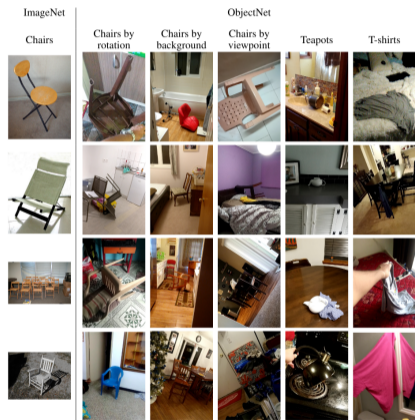 ImageNet
ObjectNet
Chairs
Chairs by
rotation
Chairs by
background
Chairs by
viewpoint
Teapots
T-shirts